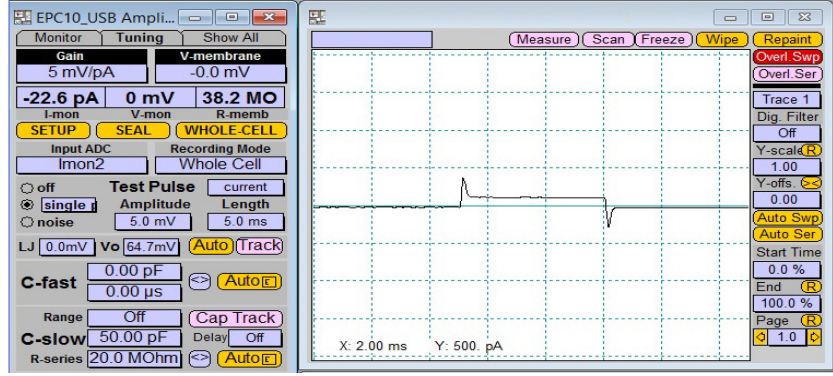 EPC10_USB Ampli...
Monitor Tuning Show All
Gain V-membrane
5 mV/pA -0.0 mV
-22.6 pA 0 mV 38.2 MO
I-mon V-mon R-memb
SETUP SEAL WHOLE-CELL
Input ADC Recording Mode
Imon2 Whole Cell
off Test Pulse current
single Amplitude Length
noise 5.0 mV 5.0 ms
LJ 0.0mV Vo 64.7mV Auto Track
C-fast 0.00 pF <> Auto E
0.00 µs
Range Off Cap Track
C-slow 50.00 pF Delay Off
R-series 20.0 MOhm <> Auto E
Measure Scan Freeze Wipe Repaint
Overl.Swp
Overl.Ser
Trace 1
Dig. Filter
Off
Y-scale R
1.00
Y-offs. ><
0.00
Auto Swp
Auto Ser
Start Time
0.0 %
End R
100.0 %
Page R
1.0
X: 2.00 ms Y: 500. pA